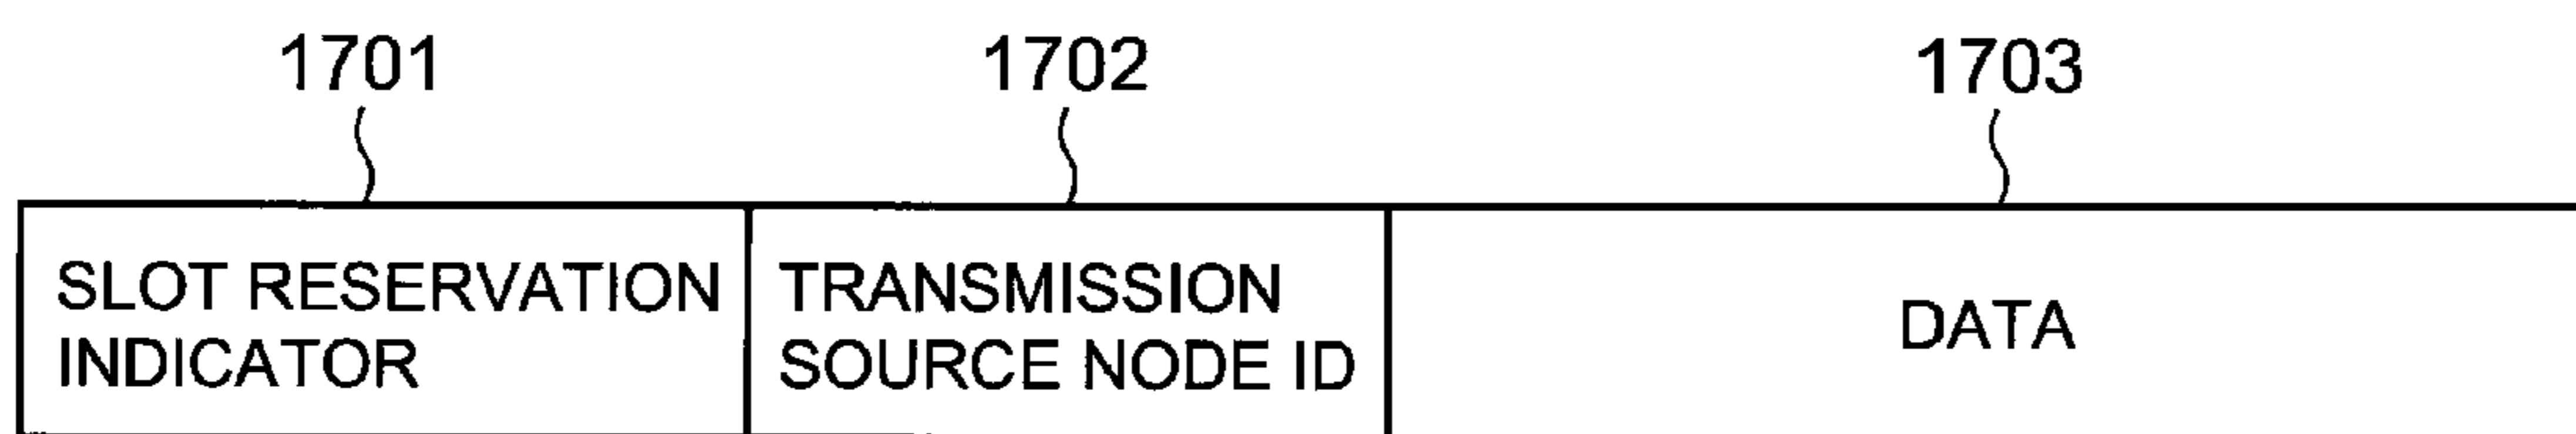 1701 1702 1703
SLOT RESERVATION
INDICATOR
TRANSMISSION
SOURCE NODE ID
DATA